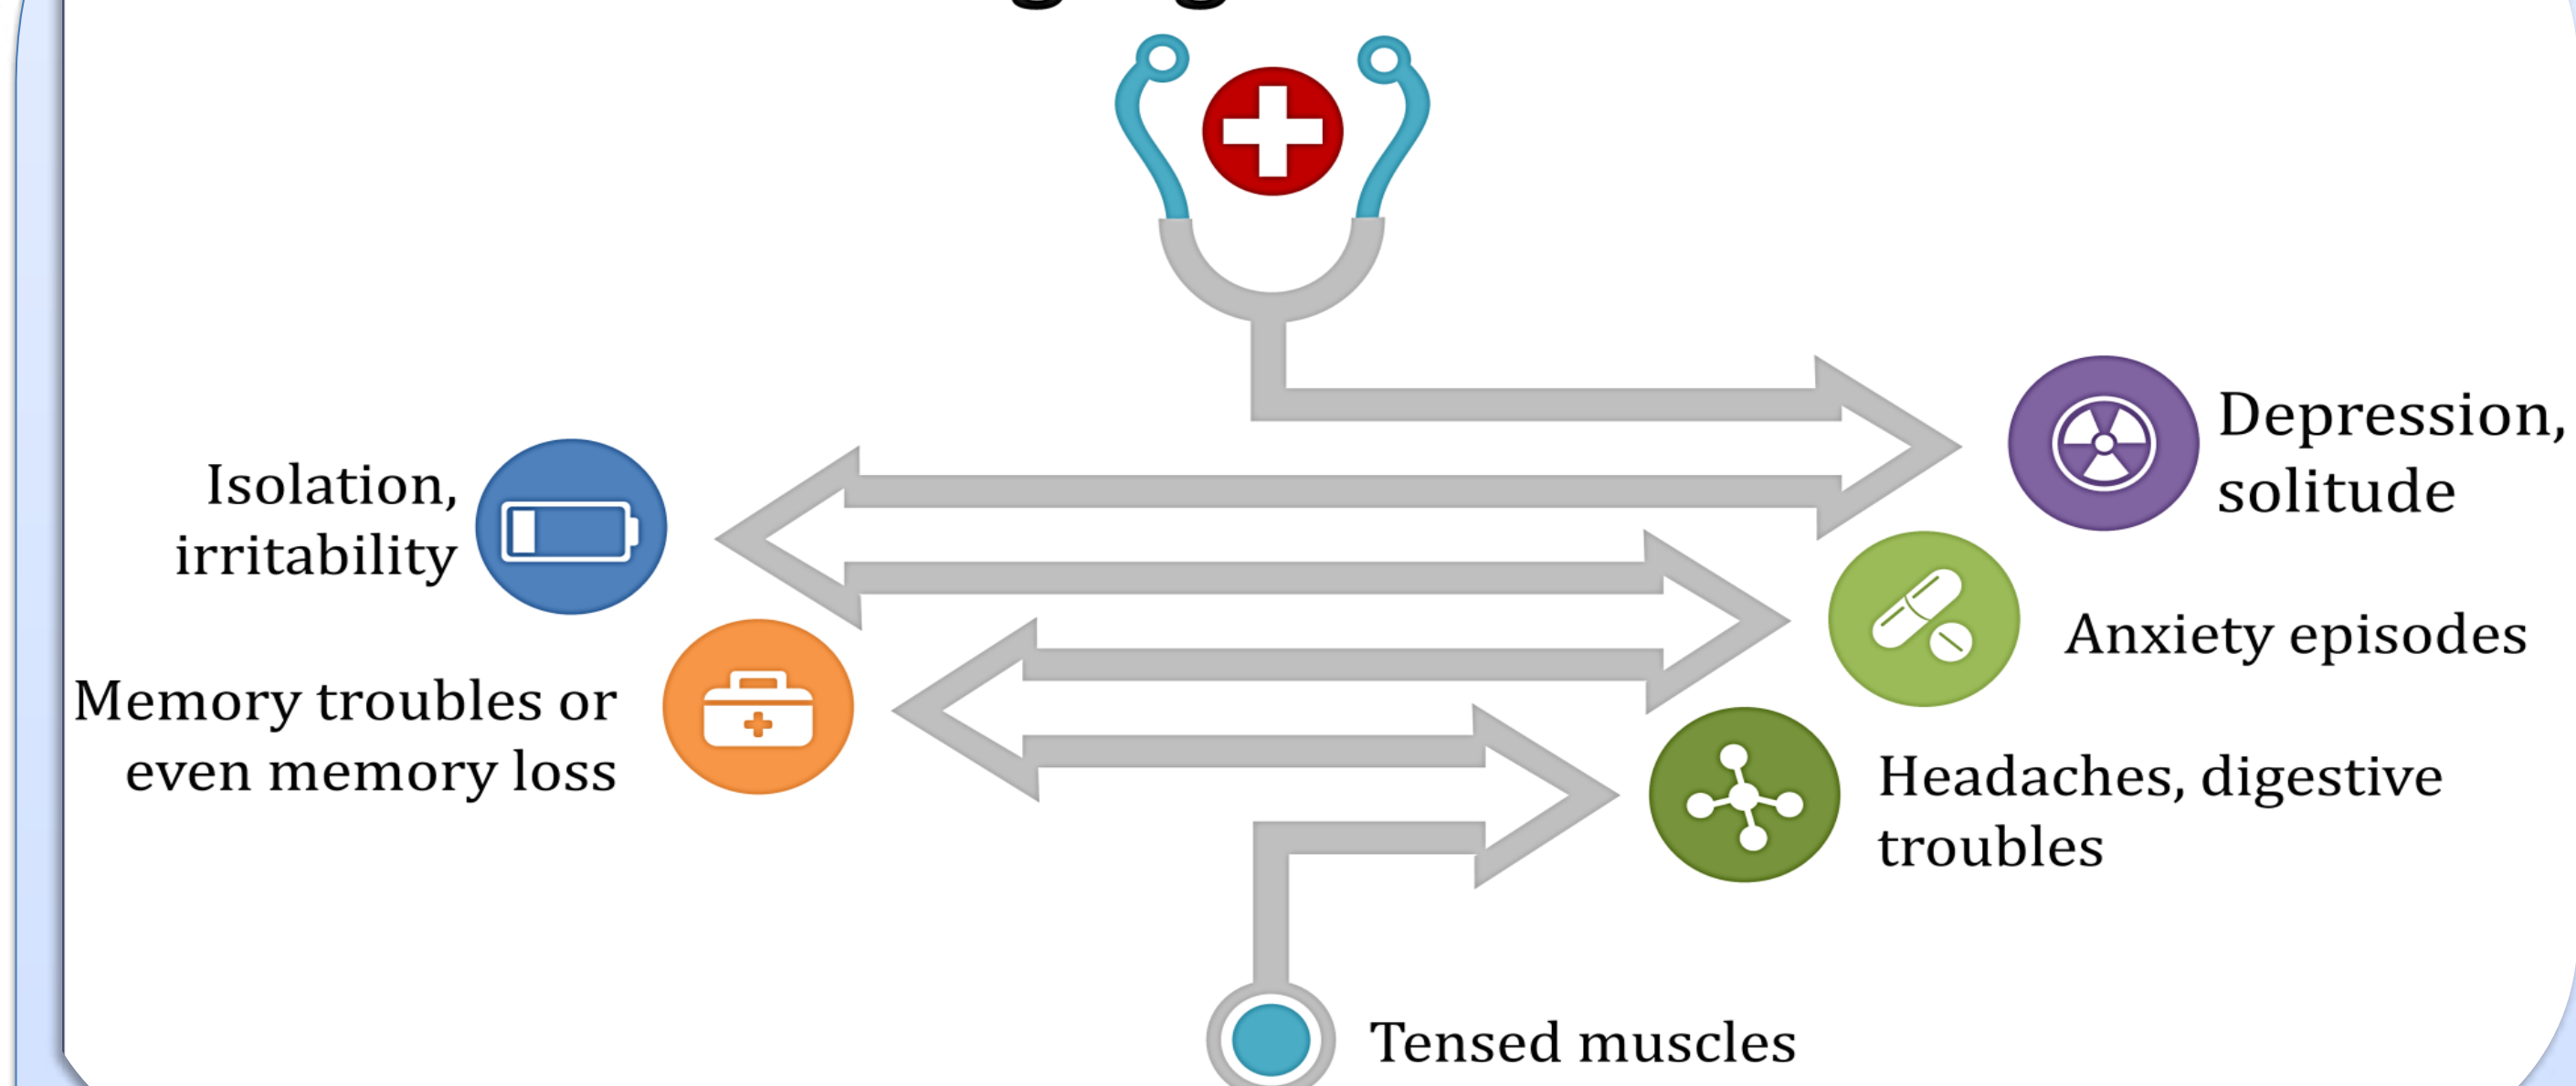 Depression,
solitude
Isolation,
irritability
Anxiety episodes
Memory troubles or
even memory loss
Headaches, digestive
troubles
Tensed muscles